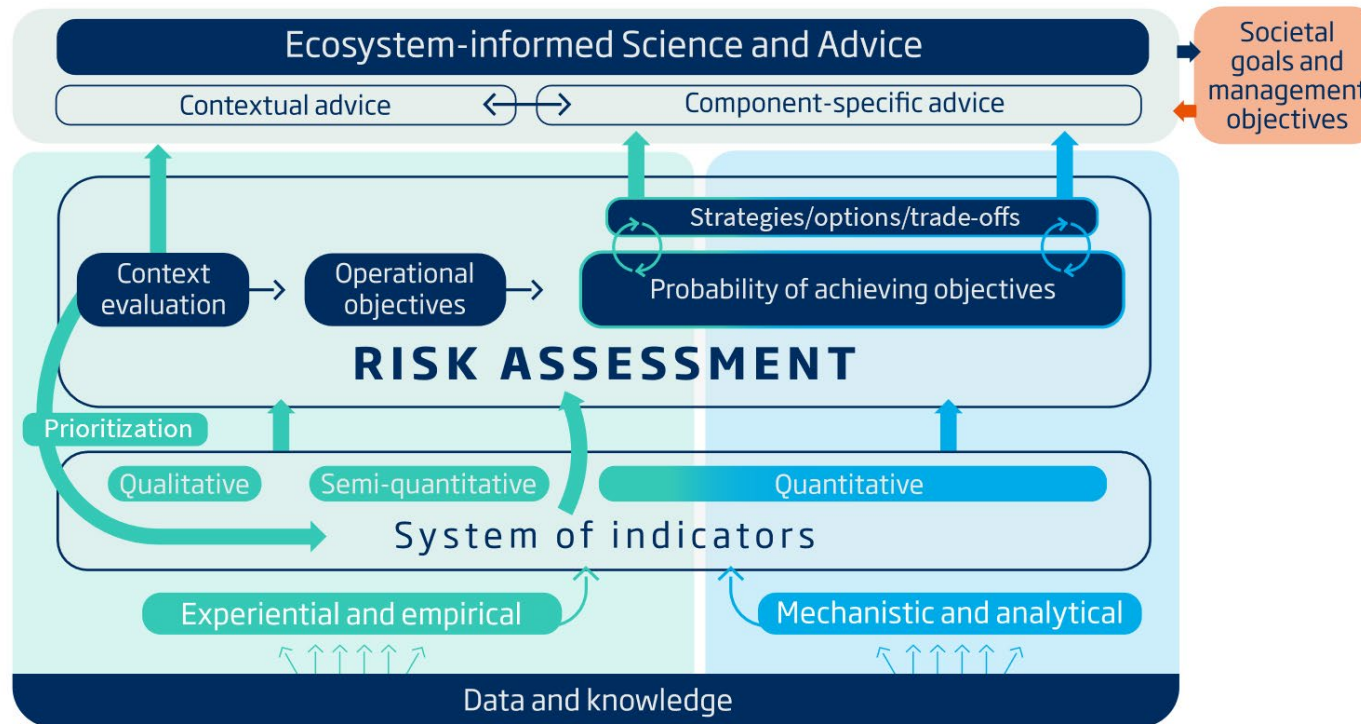 Ecosystem-informed Science and Advice
Contextual advice
Component-specific advice
Societal
goals and
management
objectives
Strategies/options/trade-offs
Context
evaluation
Operational
objectives
Probability of achieving objectives
RISK ASSESSMENT
Prioritization
Qualitative
Semi-quantitative
Quantitative
System of indicators
Experiential and empirical
Mechanistic and analytical
Data and knowledge